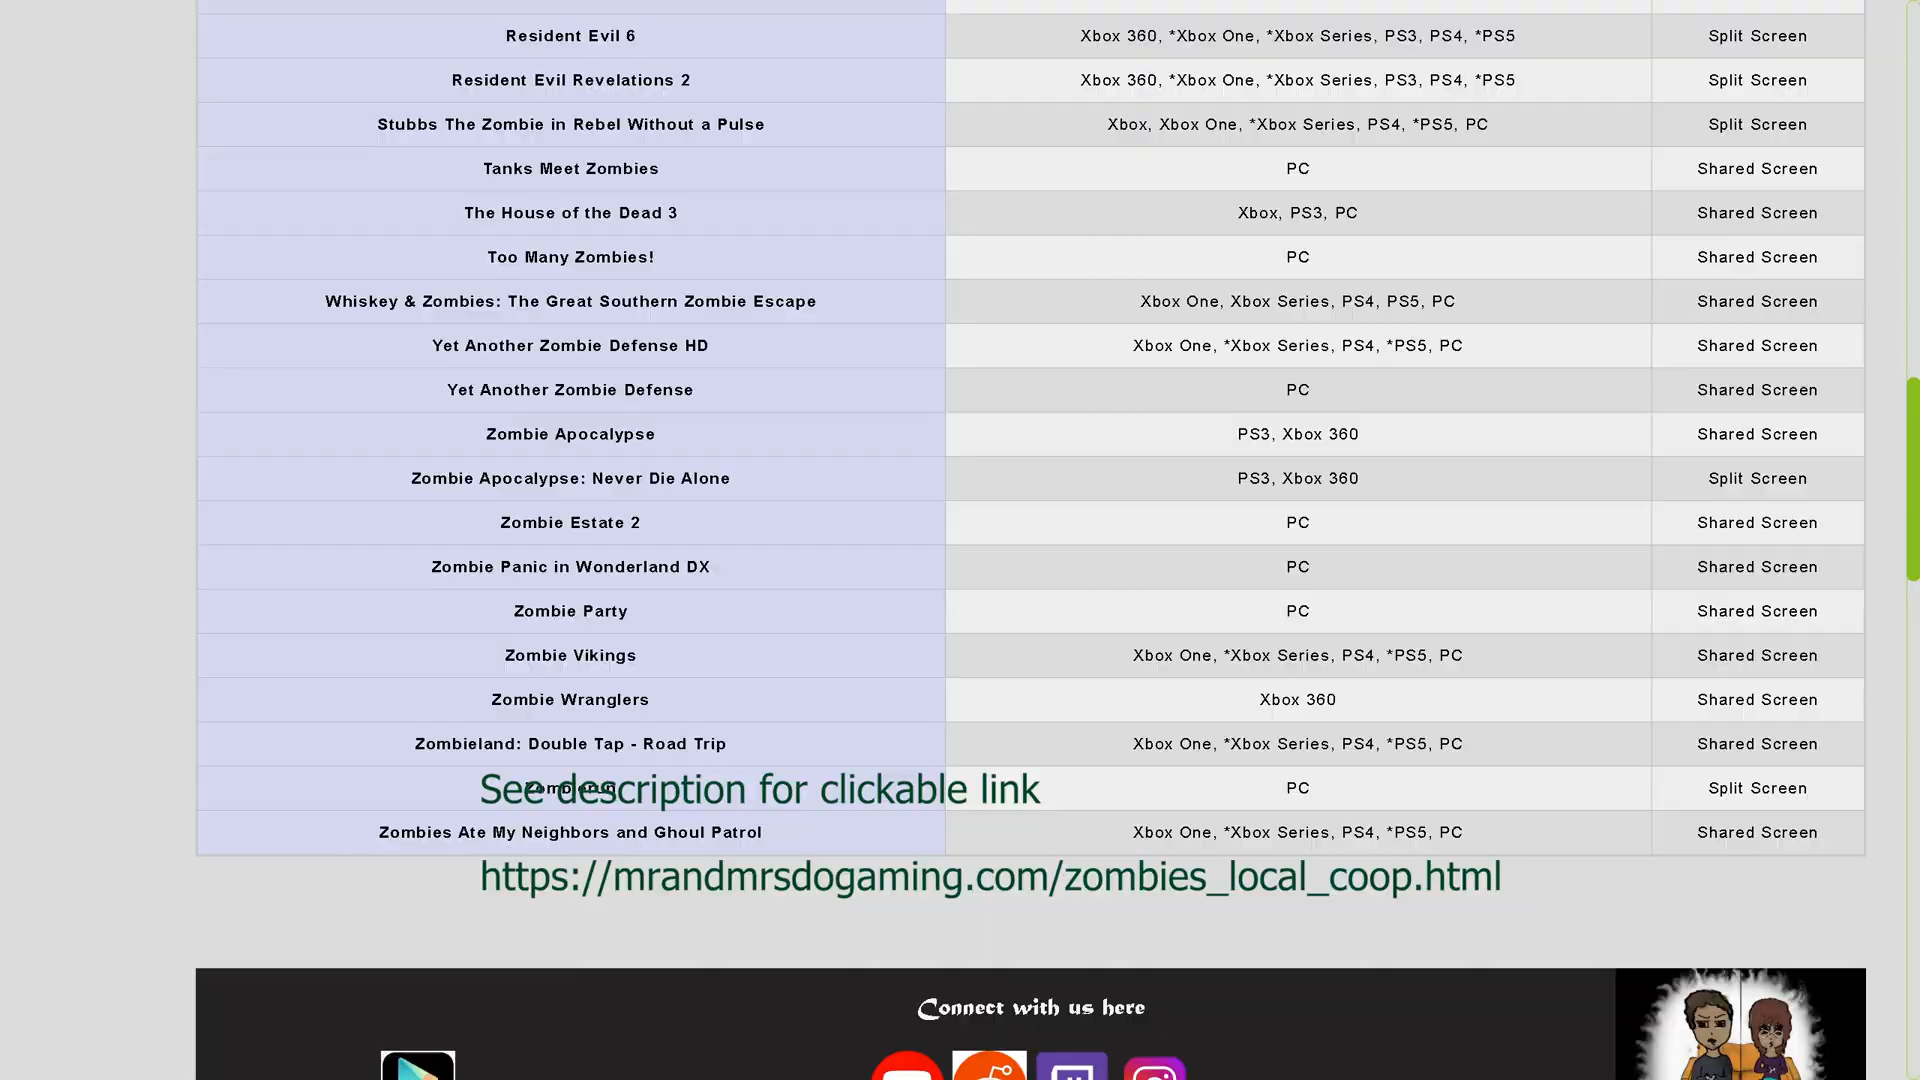 Resident Evil 6 Xbox 360, *Xbox One, *Xbox Series, PS3, PS4, *PS5 Split Screen
Resident Evil Revelations 2 Xbox 360, *Xbox One, *Xbox Series, PS3, PS4, *PS5 Split Screen
Stubbs The Zombie in Rebel Without a Pulse Xbox, Xbox One, *Xbox Series, PS4, *PS5, PC Split Screen
Tanks Meet Zombies PC Shared Screen
The House of the Dead 3 Xbox, PS3, PC Shared Screen
Too Many Zombies! PC Shared Screen
Whiskey & Zombies: The Great Southern Zombie Escape Xbox One, Xbox Series, PS4, PS5, PC Shared Screen
Yet Another Zombie Defense HD Xbox One, *Xbox Series, PS4, *PS5, PC Shared Screen
Yet Another Zombie Defense PC Shared Screen
Zombie Apocalypse PS3, Xbox 360 Shared Screen
Zombie Apocalypse: Never Die Alone PS3, Xbox 360 Split Screen
Zombie Estate 2 PC Shared Screen
Zombie Panic in Wonderland DX PC Shared Screen
Zombie Party PC Shared Screen
Zombie Vikings Xbox One, *Xbox Series, PS4, *PS5, PC Shared Screen
Zombie Wranglers Xbox 360 Shared Screen
Zombieland: Double Tap - Road Trip Xbox One, *Xbox Series, PS4, *PS5, PC Shared Screen
See description for clickable link
PC Split Screen
Zombies Ate My Neighbors and Ghoul Patrol Xbox One, *Xbox Series, PS4, *PS5, PC Shared Screen
https://mrandmrsdogaming.com/zombies_local_coop.html
Connect with us here